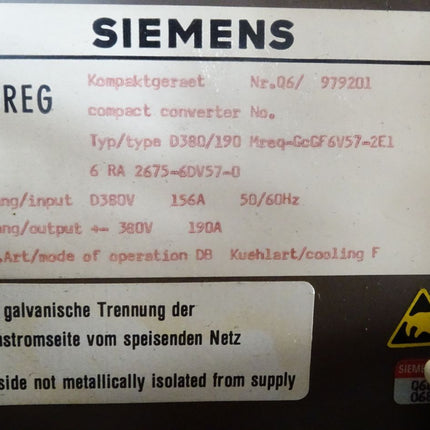 SIEMENS
REG
Kompaktgeraet Nr.Q6/ 979201
compact converter No.
Typ/type D380/190 Mreq-GcGF6V57-2E1
6 RA 2675-6DV57-0
ng/input D380V 156A 50/60Hz
ng/output +- 380V 190A
.Art/mode of operation DB Kuehlart/cooling F
galvanische Trennung der
nstromseite vom speisenden Netz
side not metallically isolated from supply
SIEME